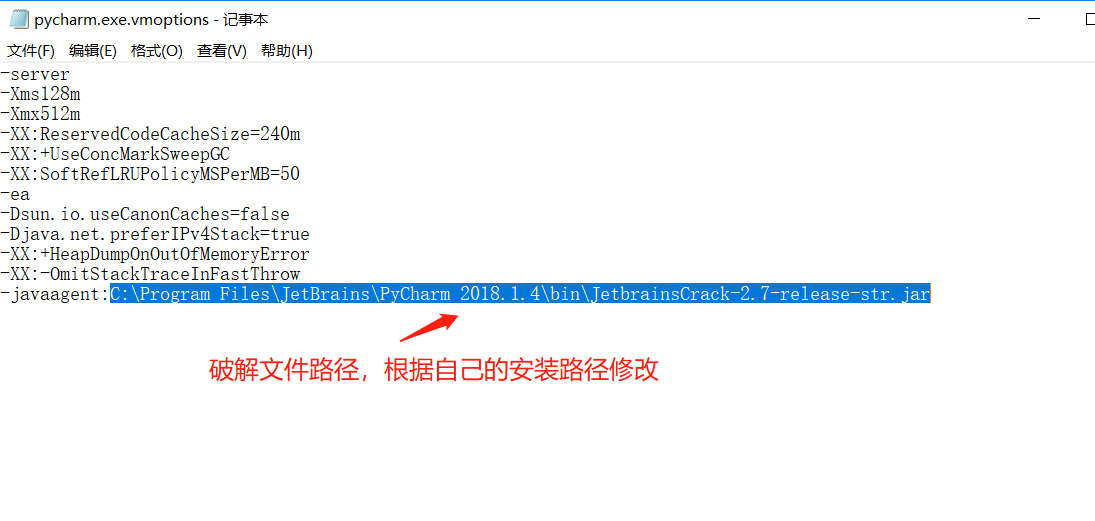 pycharm.exe.vmoptions - 记事本
文件(F) 编辑(E) 格式(O) 查看(V) 帮助(H)
-server
-Xms128m
-Xmx512m
-XX:ReservedCodeCacheSize=240m
-XX:+UseConcMarkSweepGC
-XX:SoftRefLRUPolicyMSPerMB=50
-ea
-Dsun.io.useCanonCaches=false
-Djava.net.preferIPv4Stack=true
-XX:+HeapDumpOnOutOfMemoryError
-XX:-OmitStackTraceInFastThrow
-javaagent:C:\Program Files\JetBrains\PyCharm 2018.1.4\bin\JetbrainsCrack-2.7-release-str.jar
破解文件路径，根据自己的安装路径修改